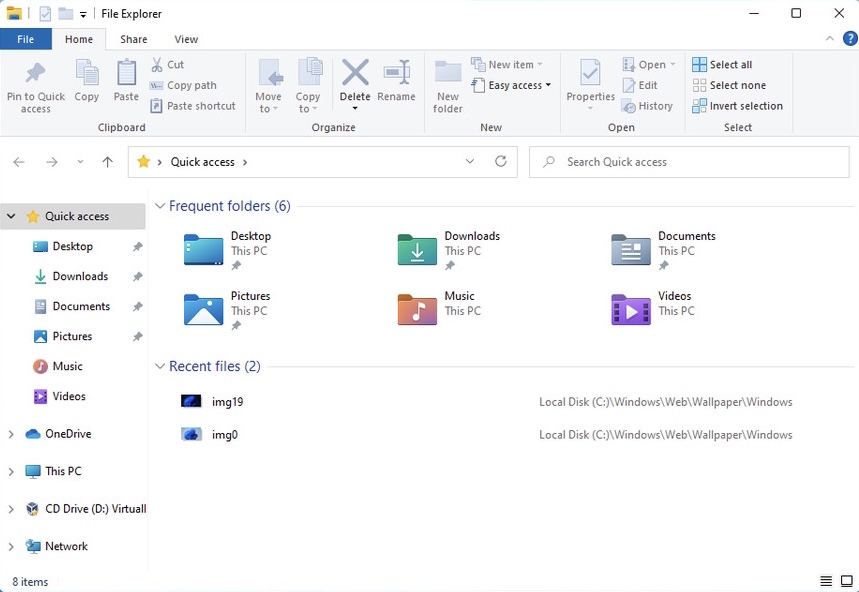 File Explorer
File Home Share View
Pin to Quick access
Copy
Paste
Cut
Copy path
Paste shortcut
Clipboard
Move to
Copy to
Delete
Rename
Organize
New folder
New item
Easy access
New
Properties
Open
Edit
History
Open
Select all
Select none
Invert selection
Select
Quick access
Search Quick access
Quick access
Desktop
Downloads
Documents
Pictures
Music
Videos
OneDrive
This PC
CD Drive (D:) Virtuall
Network
Frequent folders (6)
Desktop
This PC
Downloads
This PC
Documents
This PC
Pictures
This PC
Music
This PC
Videos
This PC
Recent files (2)
img19 Local Disk (C:)\Windows\Web\Wallpaper\Windows
img0 Local Disk (C:)\Windows\Web\Wallpaper\Windows
8 items